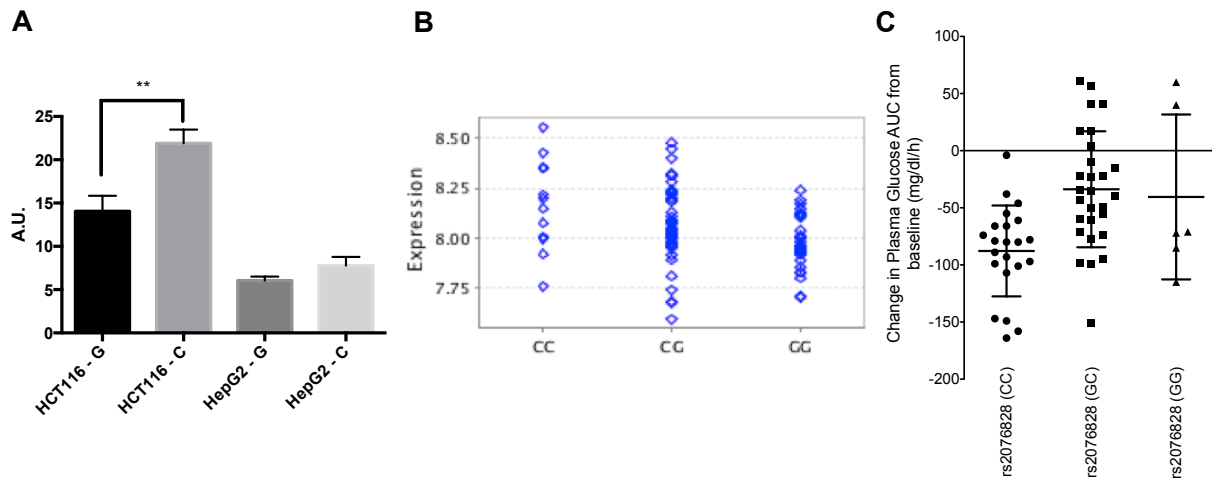 A
**
25
20
15
10
5
0
A.U.
HCT116 - G
HCT116 - C
HepG2 - G
HepG2 - C
B
8.50
8.25
8.00
7.75
Expression
CC
CG
GG
C
100
50
0
-50
-100
-150
-200
Change in Plasma Glucose AUC from
baseline (mg/dl/h)
rs2076828 (CC)
rs2076828 (GC)
rs2076828 (GG)